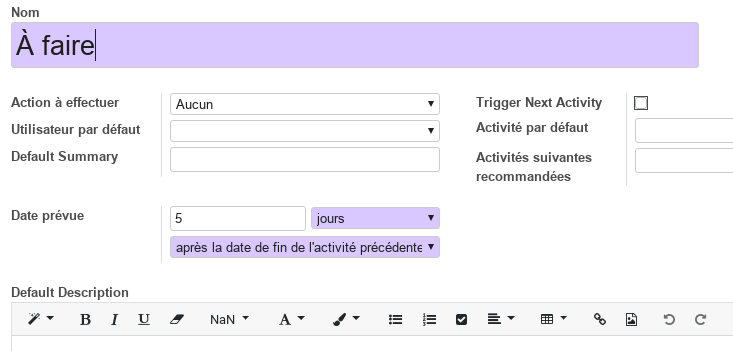 Nom
À faire
Action à effectuer
Aucun
Trigger Next Activity
Utilisateur par défaut
Activité par défaut
Default Summary
Activités suivantes
recommandées
Date prévue
5
jours
après la date de fin de l'activité précédente
Default Description
B I U NaN A